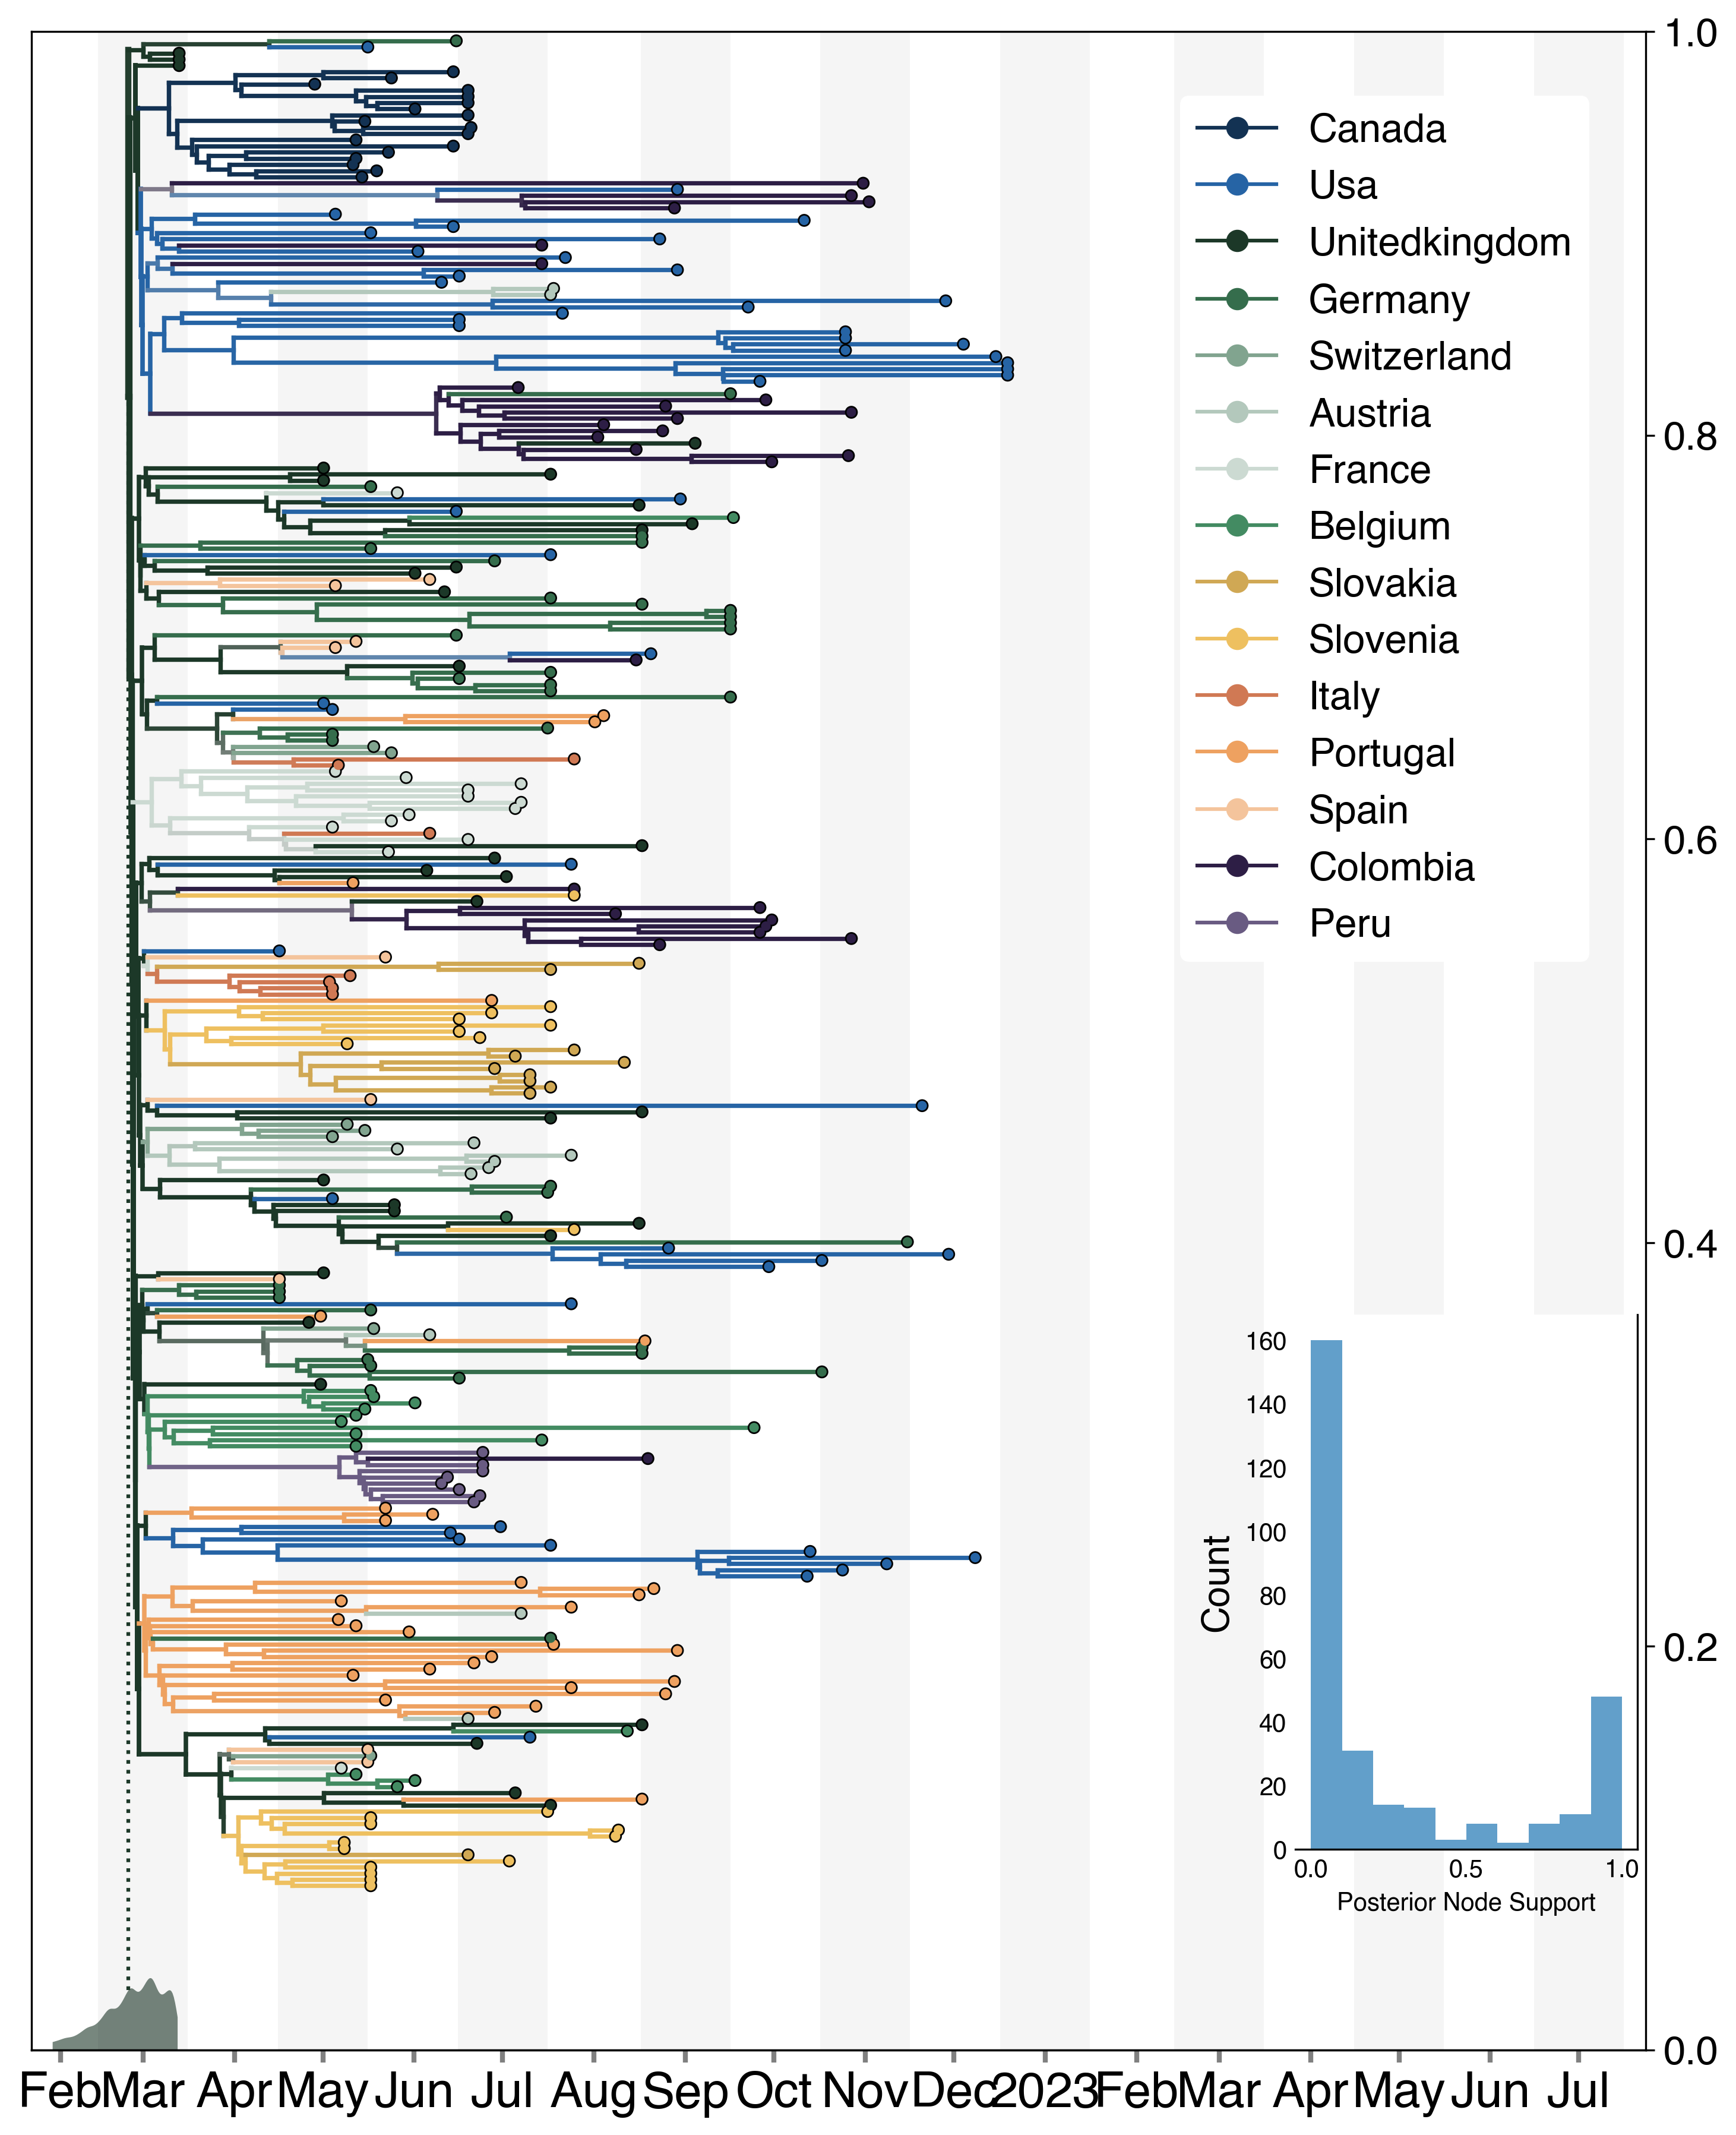 1.0
Canada
Usa
Unitedkingdom
Germany
Switzerland
Austria
France
Belgium
Slovakia
Slovenia
Italy
Portugal
Spain
Colombia
Peru
0.8
0.6
0.4
0.2
0.0
160
140
120
100
80
60
40
20
0
Count
0.0 0.5 1.0
Posterior Node Support
Feb Mar Apr May Jun Jul Aug Sep Oct Nov Dec 2023 Feb Mar Apr May Jun Jul